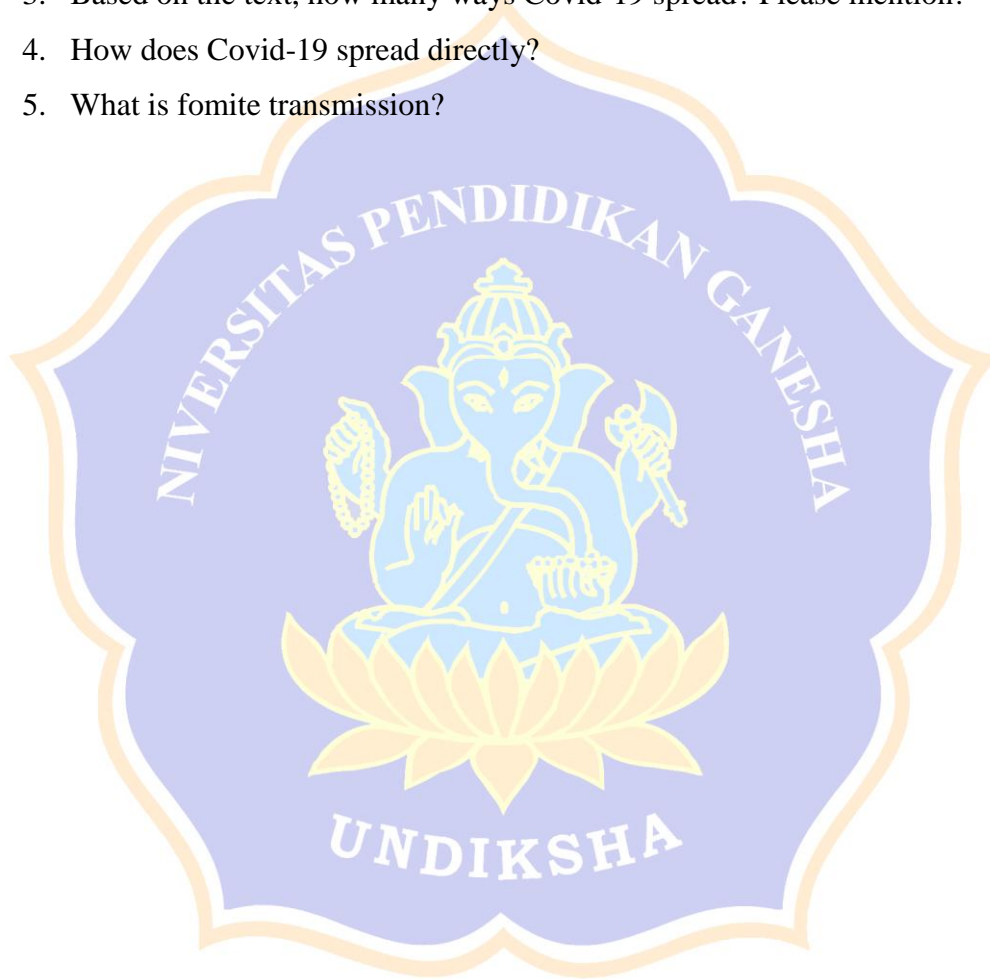 3. Based on the text, how many ways Covid-19 spread? Please mention!
4. How does Covid-19 spread directly?
5. What is fomite transmission?
NIVERSITAS PENDIDIKAN GANESHA
UNDIKSHA